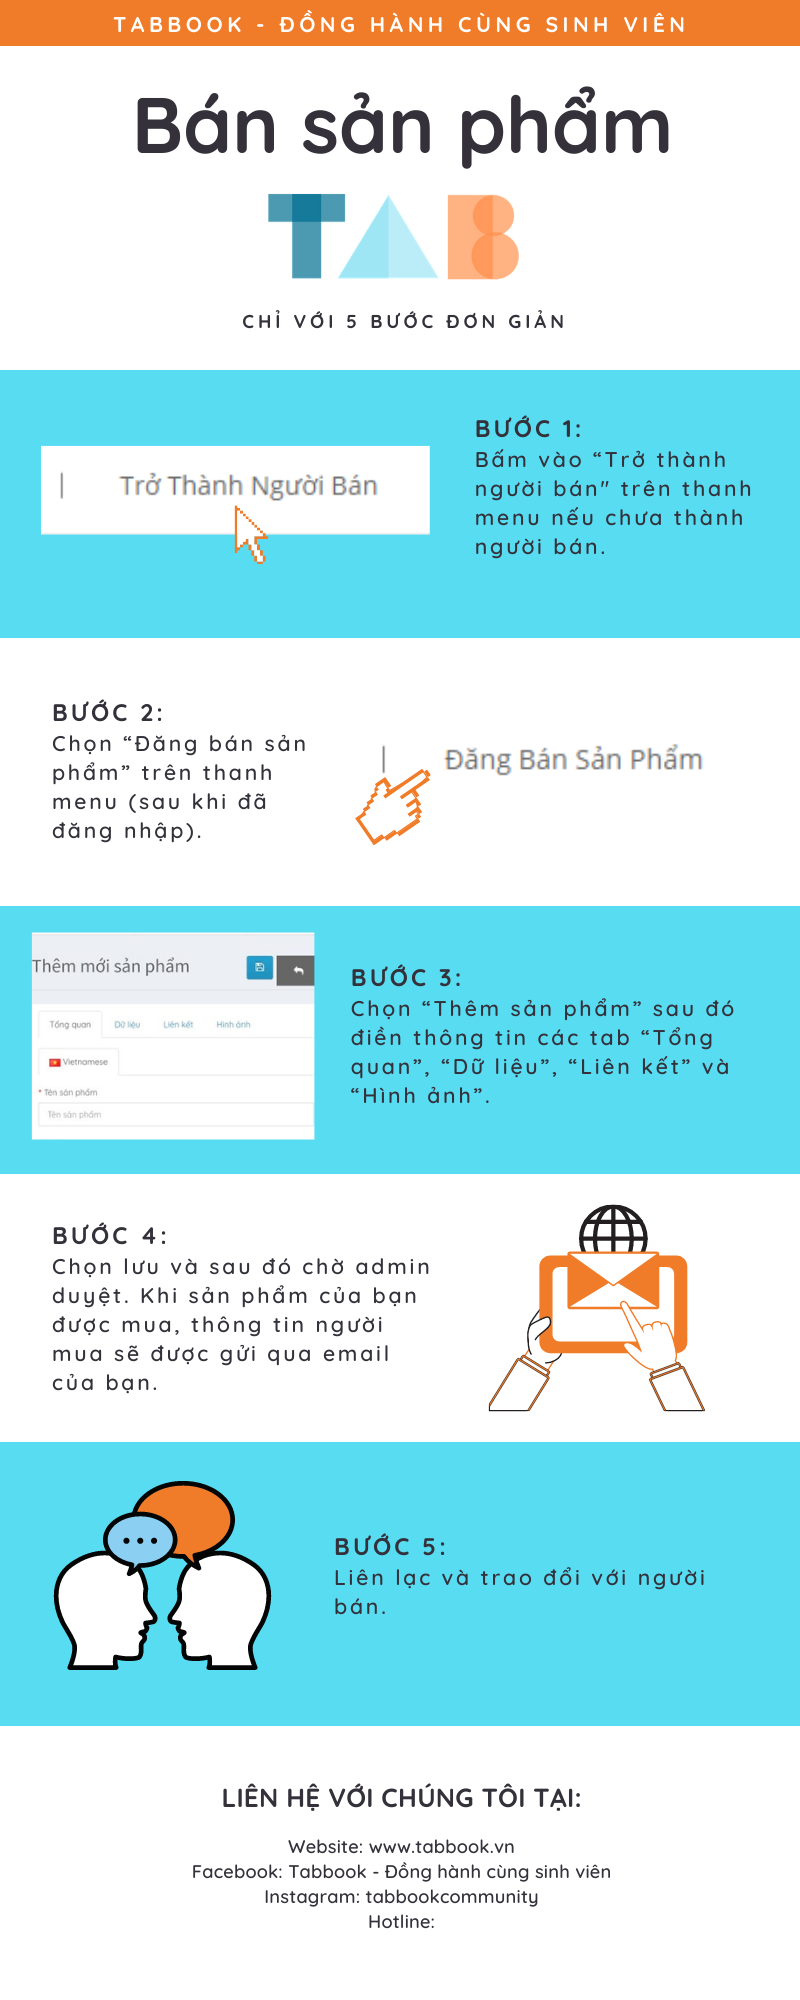 TABBOOK - ĐỒNG HÀNH CÙNG SINH VIÊN
Bán sản phẩm
TAB
CHỈ VỚI 5 BƯỚC ĐƠN GIẢN
Trở Thành Người Bán
BƯỚC 1:
Bấm vào “Trở thành
người bán" trên thanh
menu nếu chưa thành
người bán.
BƯỚC 2:
Chọn “Đăng bán sản
phẩm” trên thanh
menu (sau khi đã
đăng nhập).
Đăng Bán Sản Phẩm
Thêm mới sản phẩm
Tổng quan Dữ liệu Liên kết Hình ảnh
Vietnamese
* Tên sản phẩm
Tên sản phẩm
BƯỚC 3:
Chọn “Thêm sản phẩm” sau đó
điền thông tin các tab “Tổng
quan”, “Dữ liệu”, “Liên kết” và
“Hình ảnh”.
BƯỚC 4:
Chọn lưu và sau đó chờ admin
duyệt. Khi sản phẩm của bạn
được mua, thông tin người
mua sẽ được gửi qua email
của bạn.
BƯỚC 5:
Liên lạc và trao đổi với người
bán.
LIÊN HỆ VỚI CHÚNG TÔI TẠI:
Website: www.tabbook.vn
Facebook: Tabbook - Đồng hành cùng sinh viên
Instagram: tabbookcommunity
Hotline: